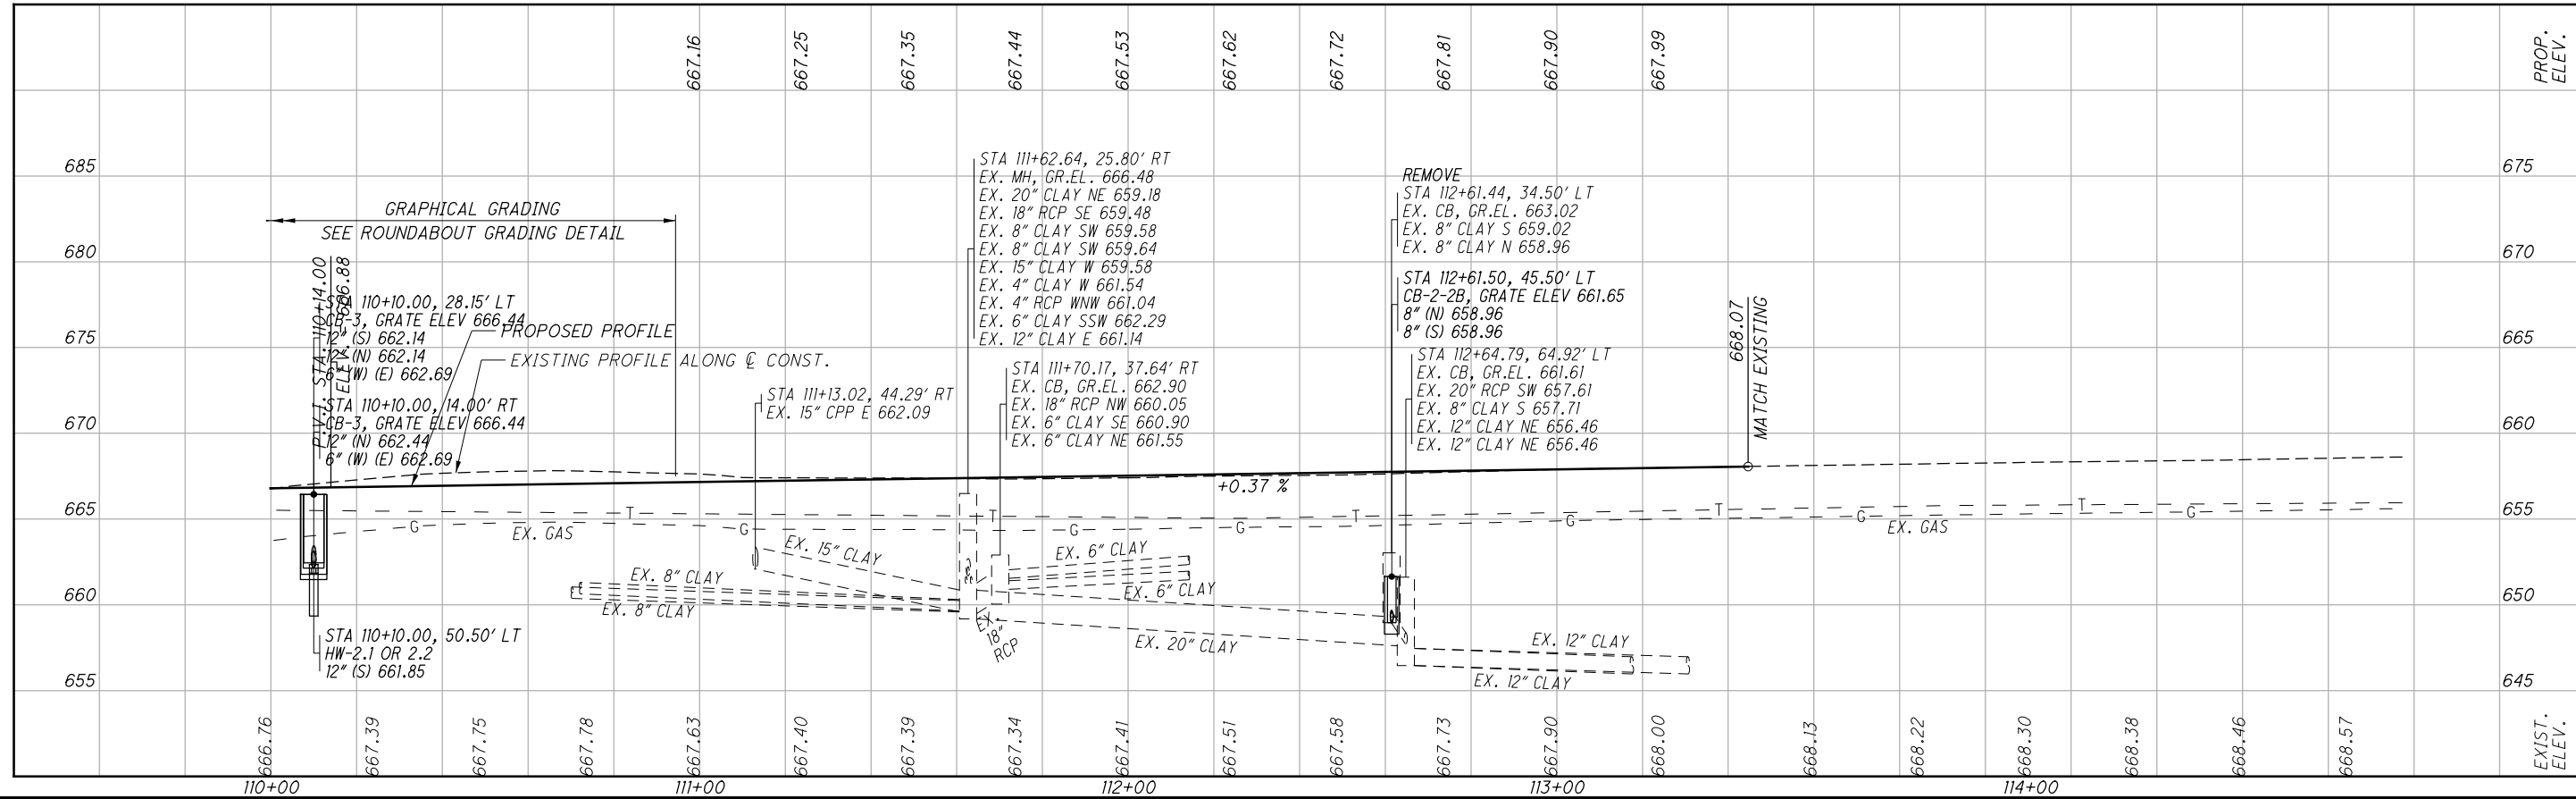 667.16
667.25
667.35
667.44
667.53
667.62
667.72
667.81
667.90
667.99
PROP.
ELEV.
685
680
675
670
665
660
655
675
670
665
660
655
650
645
GRAPHICAL GRADING
SEE ROUNDABOUT GRADING DETAIL
P.V.I. STA. 110+14.00
ELEV. 666.88
STA 110+10.00, 28.15' LT
CB-3, GRATE ELEV 666.44
12" (S) 662.14
12" (N) 662.14
6" (W) (E) 662.69
STA 110+10.00, 14.00' RT
CB-3, GRATE ELEV 666.44
12" (N) 662.44
6" (W) (E) 662.69
PROPOSED PROFILE
EXISTING PROFILE ALONG ℄ CONST.
STA 110+10.00, 50.50' LT
HW-2.1 OR 2.2
12" (S) 661.85
STA 111+13.02, 44.29' RT
EX. 15" CPP E 662.09
STA 111+62.64, 25.80' RT
EX. MH, GR.EL. 666.48
EX. 20" CLAY NE 659.18
EX. 18" RCP SE 659.48
EX. 8" CLAY SW 659.58
EX. 8" CLAY SW 659.64
EX. 15" CLAY W 659.58
EX. 4" CLAY W 661.54
EX. 4" RCP WNW 661.04
EX. 6" CLAY SSW 662.29
EX. 12" CLAY E 661.14
STA 111+70.17, 37.64' RT
EX. CB, GR.EL. 662.90
EX. 18" RCP NW 660.05
EX. 6" CLAY SE 660.90
EX. 6" CLAY NE 661.55
REMOVE
STA 112+61.44, 34.50' LT
EX. CB, GR.EL. 663.02
EX. 8" CLAY S 659.02
EX. 8" CLAY N 658.96
STA 112+61.50, 45.50' LT
CB-2-2B, GRATE ELEV 661.65
8" (N) 658.96
8" (S) 658.96
STA 112+64.79, 64.92' LT
EX. CB, GR.EL. 661.61
EX. 20" RCP SW 657.61
EX. 8" CLAY S 657.71
EX. 12" CLAY NE 656.46
EX. 12" CLAY NE 656.46
668.07
MATCH EXISTING
+0.37 %
T
T
T
T
T
G
G
G
G
G
G
G
EX. GAS
EX. GAS
EX. 15" CLAY
EX. 8" CLAY
EX. 8" CLAY
EX. 6" CLAY
EX. 6" CLAY
EX.
18"
RCP
EX. 20" CLAY
EX. 12" CLAY
EX. 12" CLAY
666.76
667.39
667.75
667.78
667.63
667.40
667.39
667.34
667.41
667.51
667.58
667.73
667.90
668.00
668.13
668.22
668.30
668.38
668.46
668.57
EXIST.
ELEV.
110+00
111+00
112+00
113+00
114+00